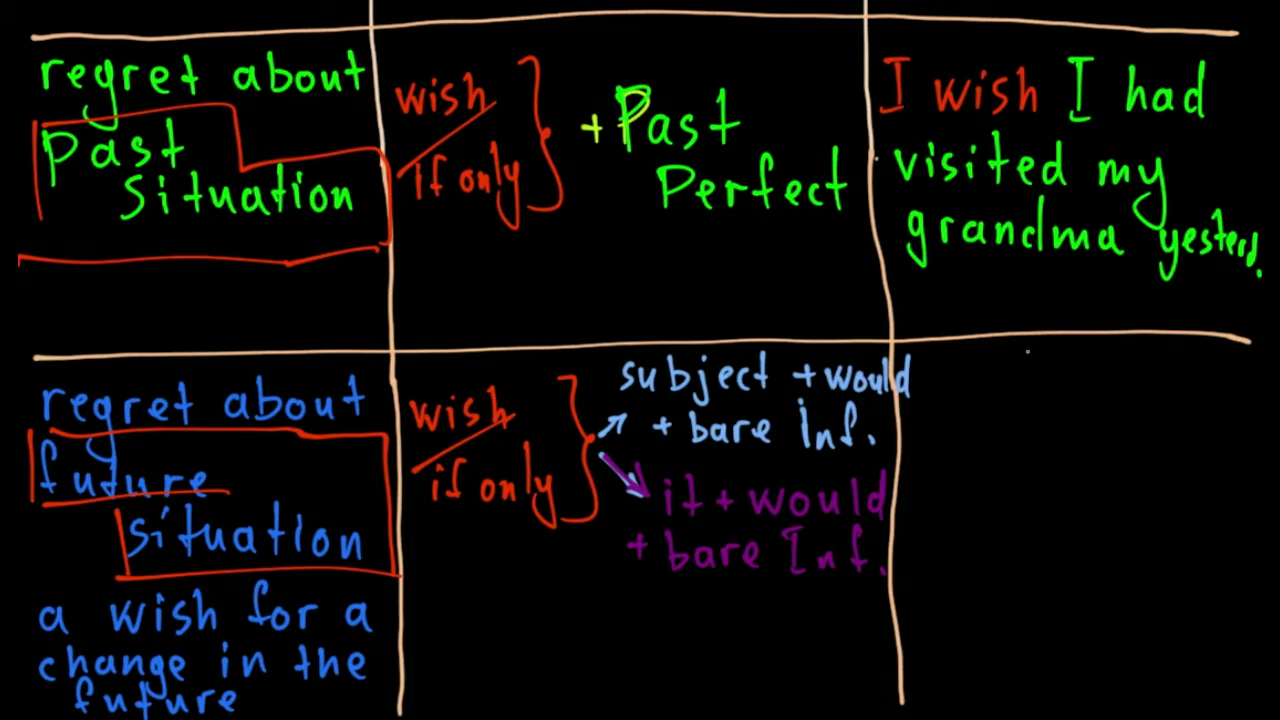 regret about
Past
Situation
wish
if only
+ Past
Perfect
I wish I had
visited my
grandma yesterd.
regret about
future
situation
a wish for a
change in the
future
wish
if only
subject + would
+ bare Inf.
it + would
+ bare Inf.